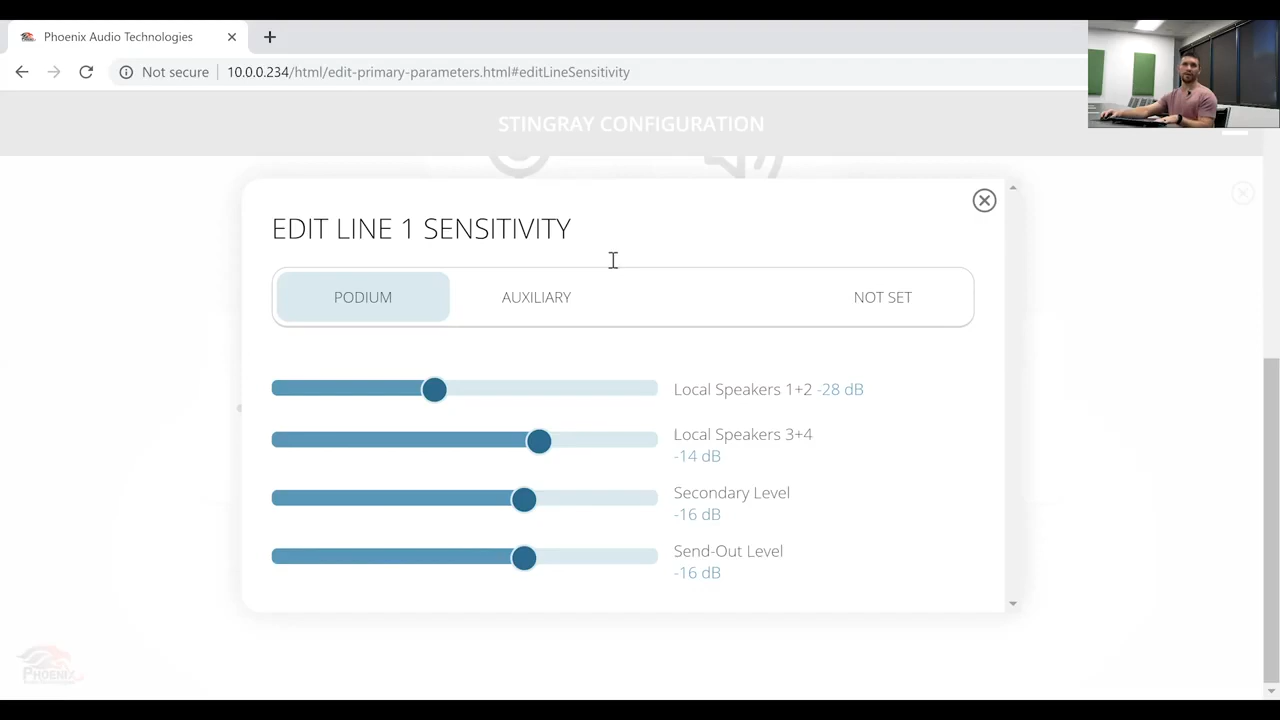 Phoenix Audio Technologies
Not secure
10.0.0.234/html/edit-primary-parameters.html#editLineSensitivity
STINGRAY CONFIGURATION
EDIT LINE 1 SENSITIVITY
PODIUM AUXILIARY NOT SET
Local Speakers 1+2 -28 dB
Local Speakers 3+4
-14 dB
Secondary Level
-16 dB
Send-Out Level
-16 dB
PHOENIX